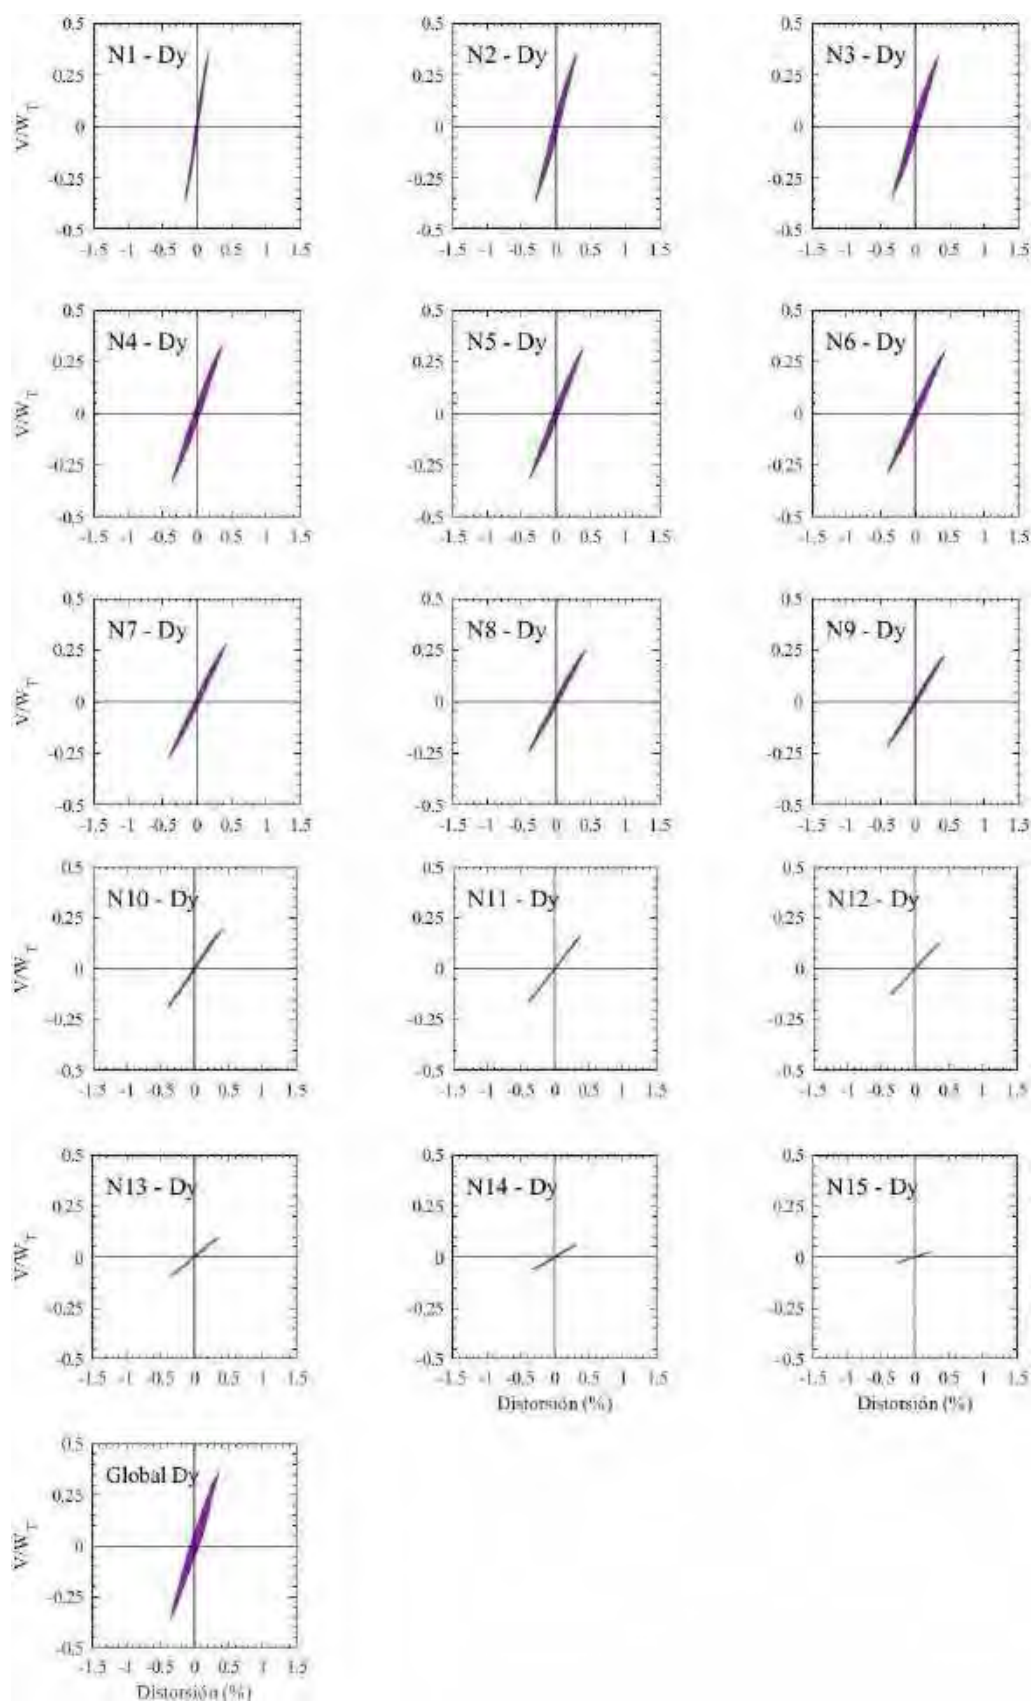 0.5 0.5 0.5
N1 - Dy N2 - Dy N3 - Dy
0.25 0.25 0.25
V/W_T 0 0 0
-0.25 -0.25 -0.25
-0.5 -0.5 -0.5
-1.5 -1 -0.5 0 0.5 1 1.5 -1.5 -1 -0.5 0 0.5 1 1.5 -1.5 -1 -0.5 0 0.5 1 1.5
0.5 0.5 0.5
N4 - Dy N5 - Dy N6 - Dy
0.25 0.25 0.25
V/W_T 0 0 0
-0.25 -0.25 -0.25
-0.5 -0.5 -0.5
-1.5 -1 -0.5 0 0.5 1 1.5 -1.5 -1 -0.5 0 0.5 1 1.5 -1.5 -1 -0.5 0 0.5 1 1.5
0.5 0.5 0.5
N7 - Dy N8 - Dy N9 - Dy
0.25 0.25 0.25
V/W_T 0 0 0
-0.25 -0.25 -0.25
-0.5 -0.5 -0.5
-1.5 -1 -0.5 0 0.5 1 1.5 -1.5 -1 -0.5 0 0.5 1 1.5 -1.5 -1 -0.5 0 0.5 1 1.5
0.5 0.5 0.5
N10 - Dy N11 - Dy N12 - Dy
0.25 0.25 0.25
V/W_T 0 0 0
-0.25 -0.25 -0.25
-0.5 -0.5 -0.5
-1.5 -1 -0.5 0 0.5 1 1.5 -1.5 -1 -0.5 0 0.5 1 1.5 -1.5 -1 -0.5 0 0.5 1 1.5
0.5 0.5 0.5
N13 - Dy N14 - Dy N15 - Dy
0.25 0.25 0.25
V/W_T 0 0 0
-0.25 -0.25 -0.25
-0.5 -0.5 -0.5
-1.5 -1 -0.5 0 0.5 1 1.5 -1.5 -1 -0.5 0 0.5 1 1.5 -1.5 -1 -0.5 0 0.5 1 1.5
Distorsión (%) Distorsión (%)
0.5
Global Dy
0.25
V/W_T 0
-0.25
-0.5
-1.5 -1 -0.5 0 0.5 1 1.5
Distorsión (%)